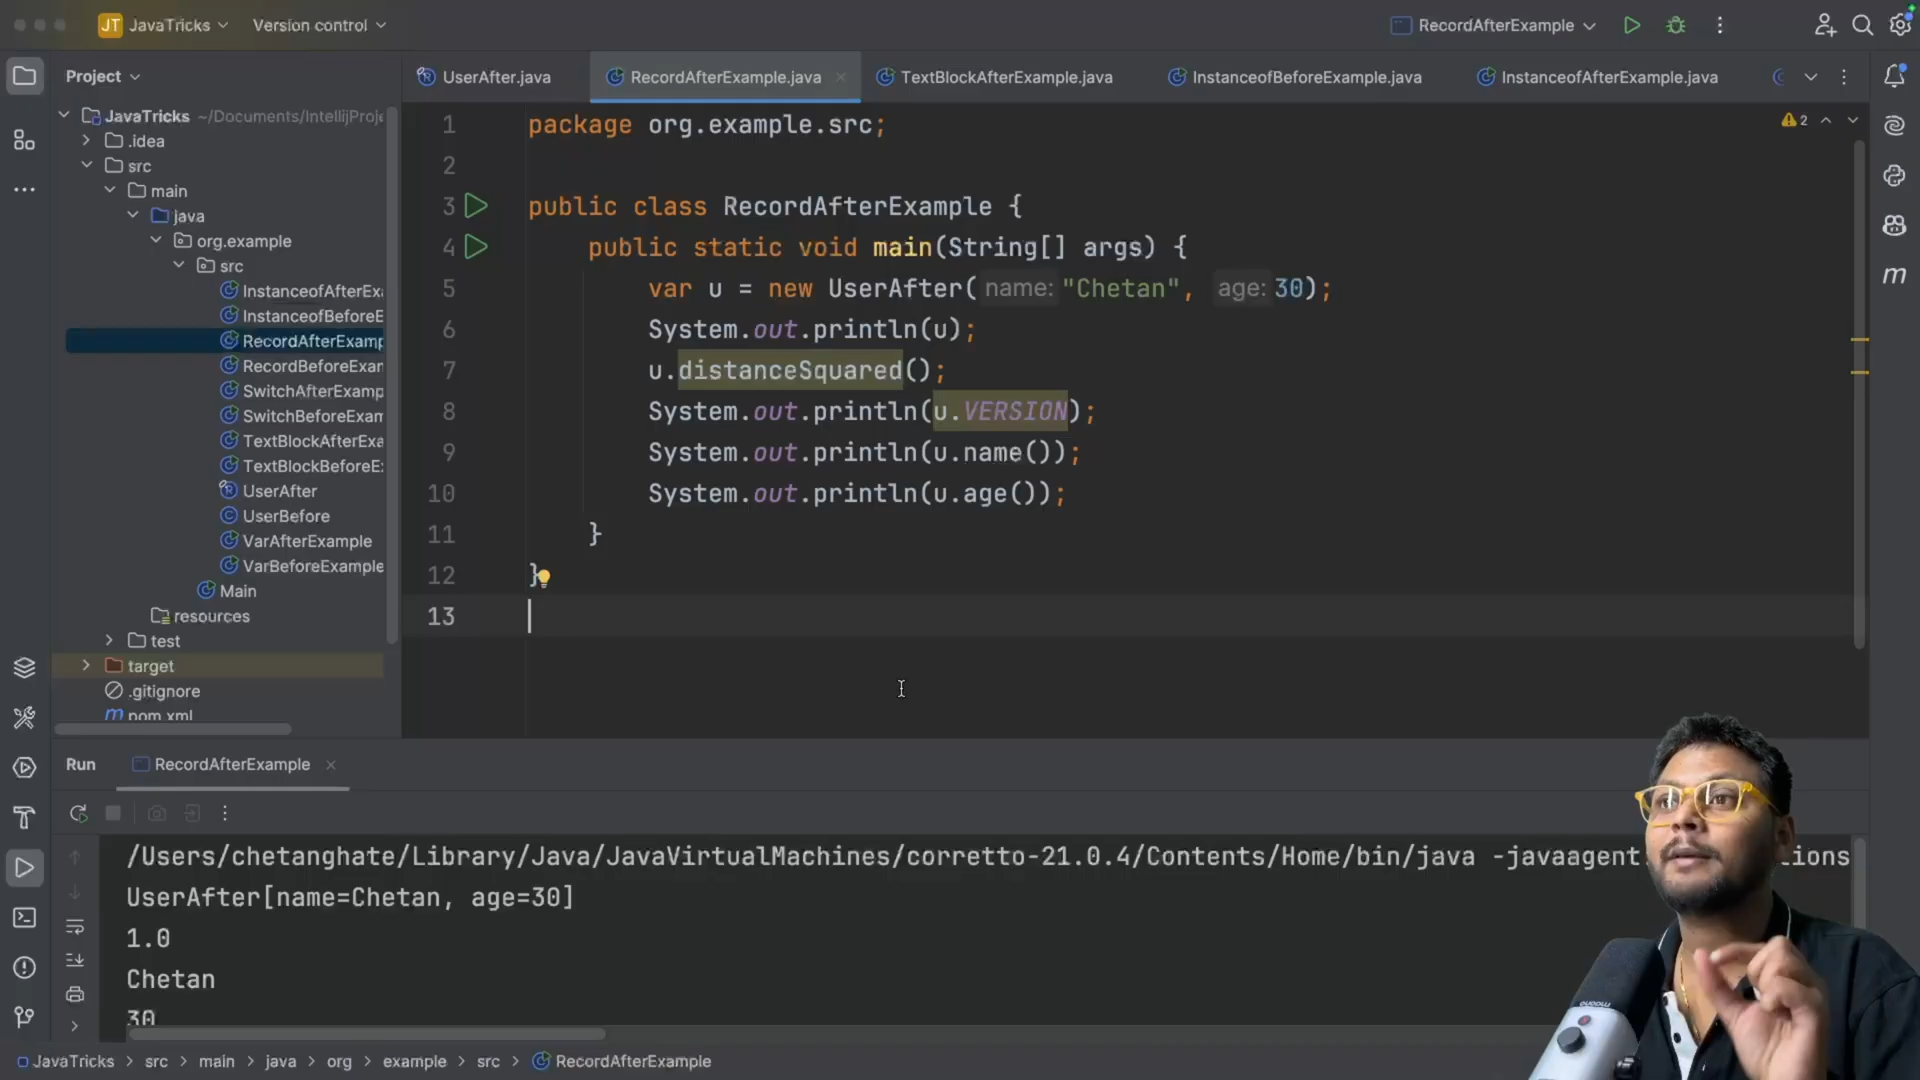 JT JavaTricks Version control RecordAfterExample
Project
UserAfter.java RecordAfterExample.java TextBlockAfterExample.java InstanceofBeforeExample.java InstanceofAfterExample.java
JavaTricks ~/Documents/IntellijProje
.idea
src
main
java
org.example
src
InstanceofAfterExa
InstanceofBeforeE
RecordAfterExamp
RecordBeforeExan
SwitchAfterExamp
SwitchBeforeExam
TextBlockAfterExa
TextBlockBeforeE:
UserAfter
UserBefore
VarAfterExample
VarBeforeExample
Main
resources
test
target
.gitignore
pom.xml
2
1 package org.example.src;
2
3 public class RecordAfterExample {
4 public static void main(String[] args) {
5 var u = new UserAfter( name: "Chetan", age: 30);
6 System.out.println(u);
7 u.distanceSquared();
8 System.out.println(u.VERSION);
9 System.out.println(u.name());
10 System.out.println(u.age());
11 }
12 }
13
Run RecordAfterExample
/Users/chetanghate/Library/Java/JavaVirtualMachines/corretto-21.0.4/Contents/Home/bin/java -javaagent: tions
UserAfter[name=Chetan, age=30]
1.0
Chetan
30
JavaTricks > src > main > java > org > example > src > RecordAfterExample